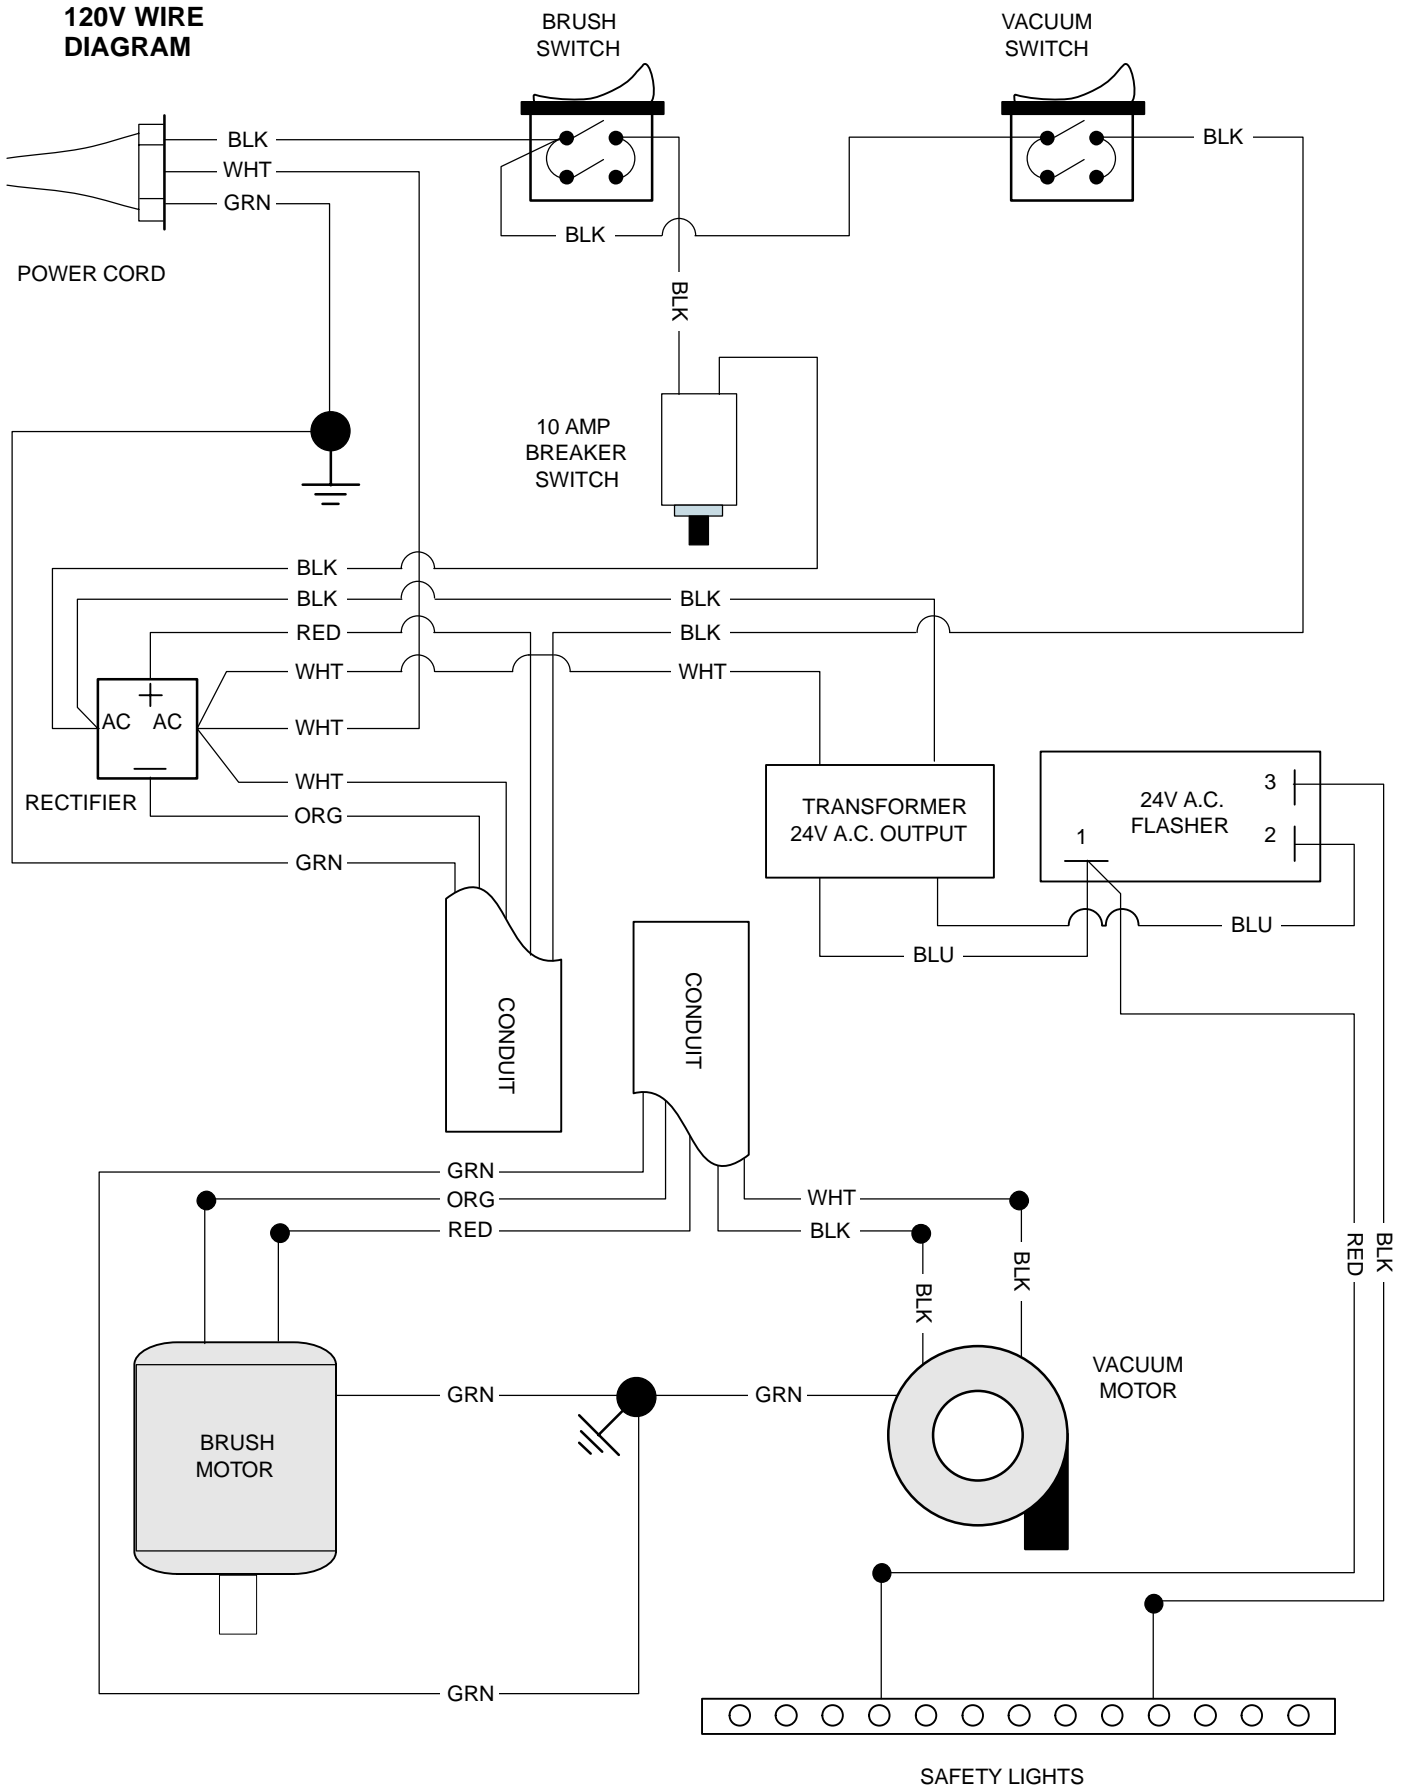 120V WIRE
DIAGRAM
BRUSH
SWITCH
VACUUM
SWITCH
BLK
WHT
GRN
BLK
BLK
POWER CORD
BLK
10 AMP
BREAKER
SWITCH
BLK
BLK
BLK
RED
BLK
WHT
WHT
AC
AC
WHT
WHT
RECTIFIER
ORG
GRN
TRANSFORMER
24V A.C. OUTPUT
24V A.C.
FLASHER
3
2
1
BLU
BLU
CONDUIT
CONDUIT
GRN
ORG
RED
WHT
BLK
BLK
BLK
RED
BLK
VACUUM
MOTOR
GRN
GRN
BRUSH
MOTOR
GRN
SAFETY LIGHTS